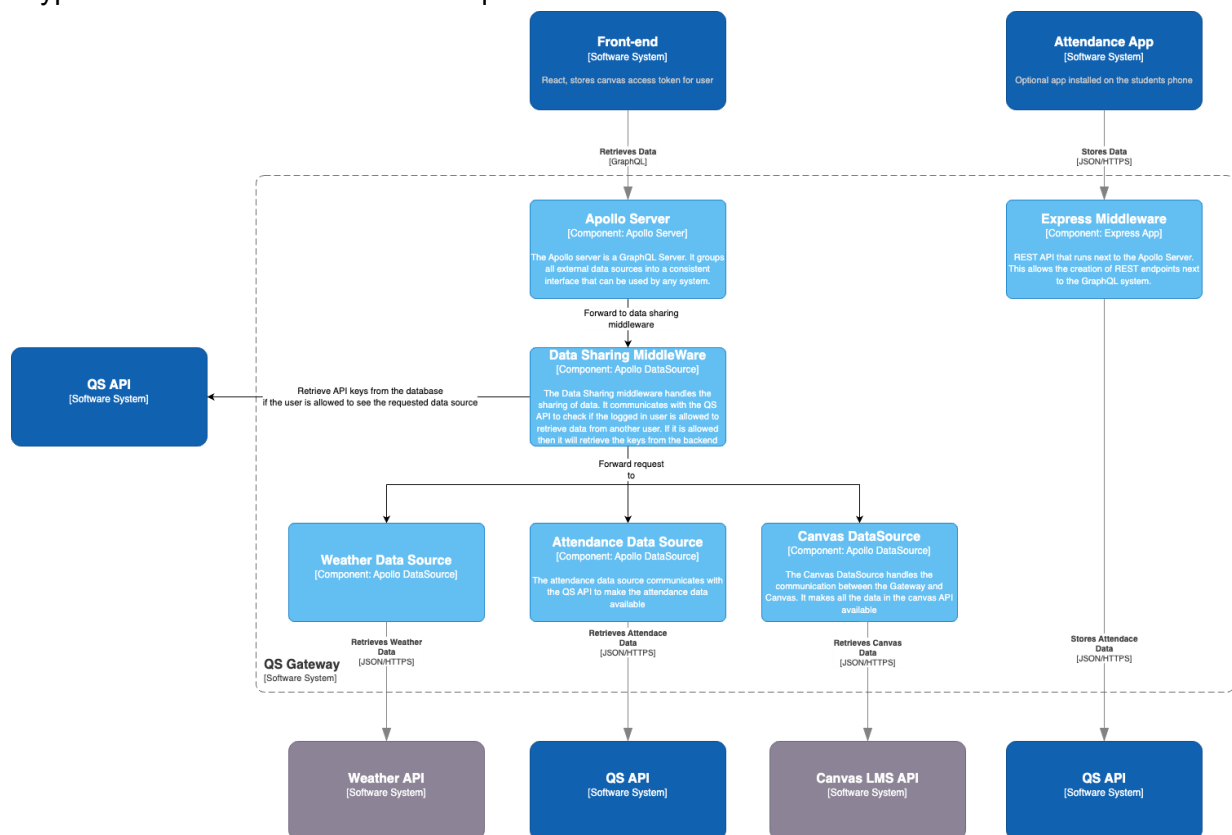 Front-end
[Software System]
React, stores canvas access token for user
Attendance App
[Software System]
Optional app installed on the students phone
Retrieves Data
[GraphQL]
Stores Data
[JSON/HTTPS]
Apollo Server
[Component: Apollo Server]
The Apollo server is a GraphQL Server. It groups
all external data sources into a consistent
interface that can be used by any system.
Express Middleware
[Component: Express App]
REST API that runs next to the Apollo Server.
This allows the creation of REST endpoints next
to the GraphQL system.
Forward to data sharing
middleware
QS API
[Software System]
Retrieve API keys from the database
if the user is allowed to see the requested data source
Data Sharing MiddleWare
[Component: Apollo DataSource]
The Data Sharing middleware handles the
sharing of data. It communicates with the QS
API to check if the logged in user is allowed to
retrieve data from another user. If it is allowed
then it will retrieve the keys from the backend
Forward request
to
Weather Data Source
[Component: Apollo DataSource]
Attendance Data Source
[Component: Apollo DataSource]
The attendance data source communicates with
the QS API to make the attendance data
available
Canvas DataSource
[Component: Apollo DataSource]
The Canvas DataSource handles the
communication between the Gateway and
Canvas. It makes all the data in the canvas API
available
Retrieves Weather
Data
[JSON/HTTPS]
Retrieves Attendace
Data
[JSON/HTTPS]
Retrieves Canvas
Data
[JSON/HTTPS]
Stores Attendace
Data
[JSON/HTTPS]
QS Gateway
[Software System]
Weather API
[Software System]
QS API
[Software System]
Canvas LMS API
[Software System]
QS API
[Software System]